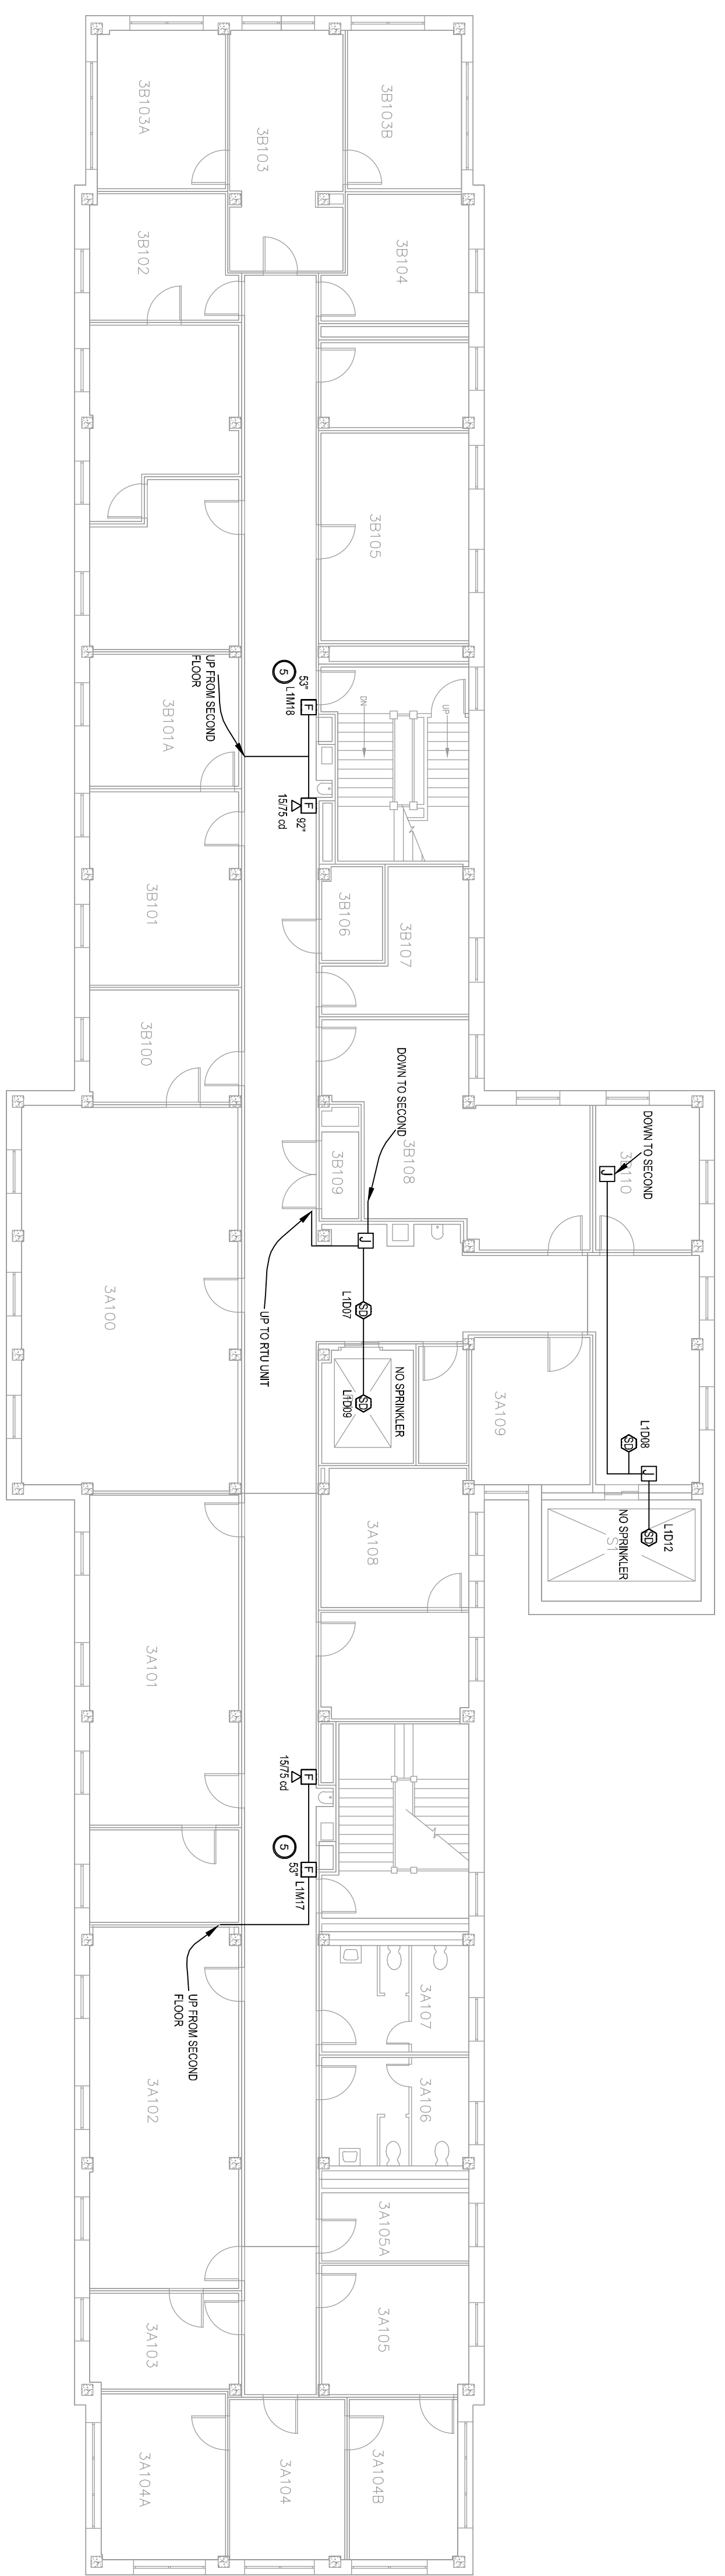 3B103A
3B103
3B103B
3B102
3B104
3B105
UP FROM SECOND
FLOOR
3B101A
5
53"
L1M18
F
DN
UP
F
92"
15/75 cd
3B101
3B106
3B107
3B100
DOWN TO SECOND
3B108
3B109
DOWN TO SECOND
3B110
J
J
UP TO RTU UNIT
3A100
L1D07
SD
L1D09
SD
NO SPRINKLER
3A109
L1D08
SD
J
L1D12
SD
NO SPRINKLER
S1
3A108
3A101
15/75 cd
F
5
53"
L1M17
F
UP FROM SECOND
FLOOR
3A107
3A102
3A106
3A105A
3A103
3A105
3A104A
3A104
3A104B